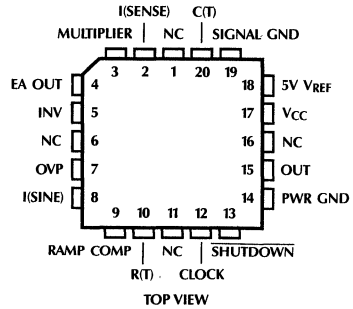 I(SENSE) C(T)
MULTIPLIER NC SIGNAL GND
3 2 1 20 19
EA OUT 4 18 5V VREF
INV 5 17 VCC
NC 6 16 NC
OVP 7 15 OUT
I(SINE) 8 14 PWR GND
9 10 11 12 13
RAMP COMP NC SHUTDOWN
R(T) CLOCK
TOP VIEW